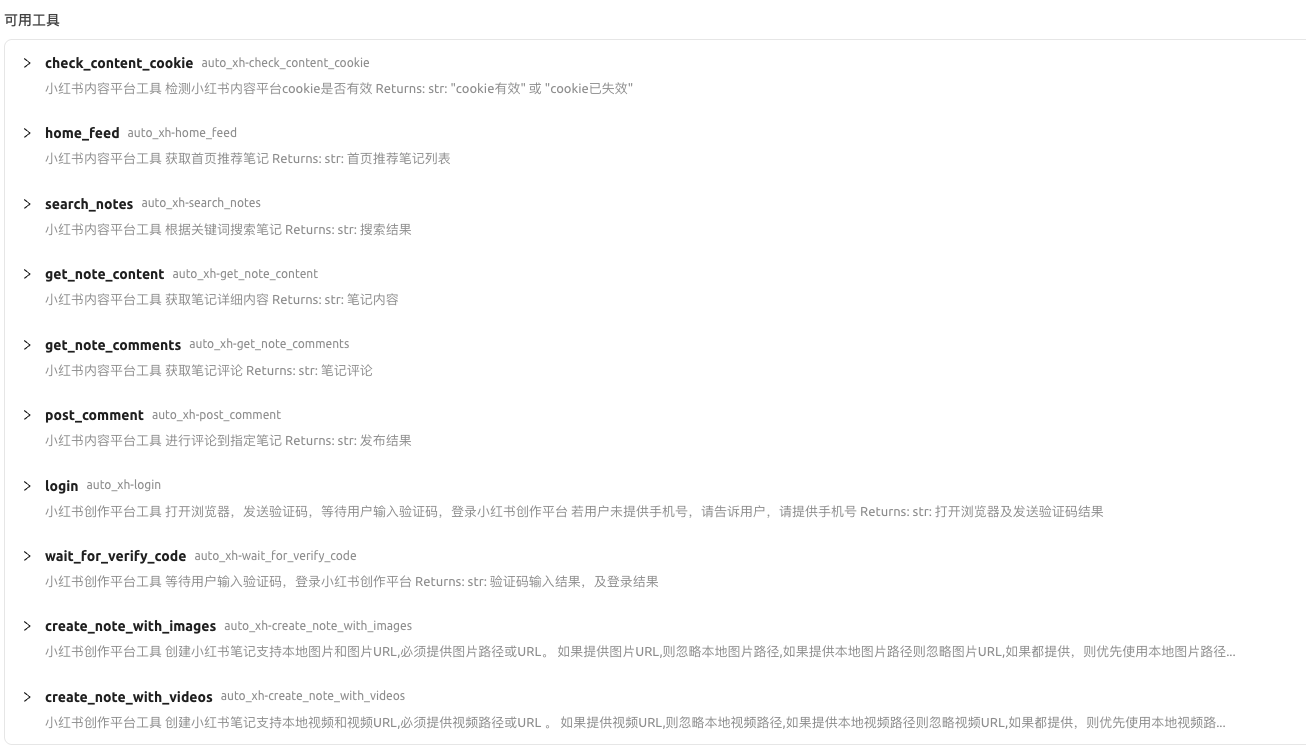 可用工具
check_content_cookie auto_xh-check_content_cookie
小红书内容平台工具 检测小红书内容平台cookie是否有效 Returns: str: "cookie有效" 或 "cookie已失效"
home_feed auto_xh-home_feed
小红书内容平台工具 获取首页推荐笔记 Returns: str: 首页推荐笔记列表
search_notes auto_xh-search_notes
小红书内容平台工具 根据关键词搜索笔记 Returns: str: 搜索结果
get_note_content auto_xh-get_note_content
小红书内容平台工具 获取笔记详细内容 Returns: str: 笔记内容
get_note_comments auto_xh-get_note_comments
小红书内容平台工具 获取笔记评论 Returns: str: 笔记评论
post_comment auto_xh-post_comment
小红书内容平台工具 进行评论到指定笔记 Returns: str: 发布结果
login auto_xh-login
小红书创作平台工具 打开浏览器，发送验证码，等待用户输入验证码，登录小红书创作平台 若用户未提供手机号，请告诉用户，请提供手机号 Returns: str: 打开浏览器及发送验证码结果
wait_for_verify_code auto_xh-wait_for_verify_code
小红书创作平台工具 等待用户输入验证码，登录小红书创作平台 Returns: str: 验证码输入结果，及登录结果
create_note_with_images auto_xh-create_note_with_images
小红书创作平台工具 创建小红书笔记支持本地图片和图片URL,必须提供图片路径或URL。 如果提供图片URL,则忽略本地图片路径,如果提供本地图片路径则忽略图片URL,如果都提供，则优先使用本地图片路径...
create_note_with_videos auto_xh-create_note_with_videos
小红书创作平台工具 创建小红书笔记支持本地视频和视频URL,必须提供视频路径或URL 。 如果提供视频URL,则忽略本地视频路径,如果提供本地视频路径则忽略视频URL,如果都提供，则优先使用本地视频路...